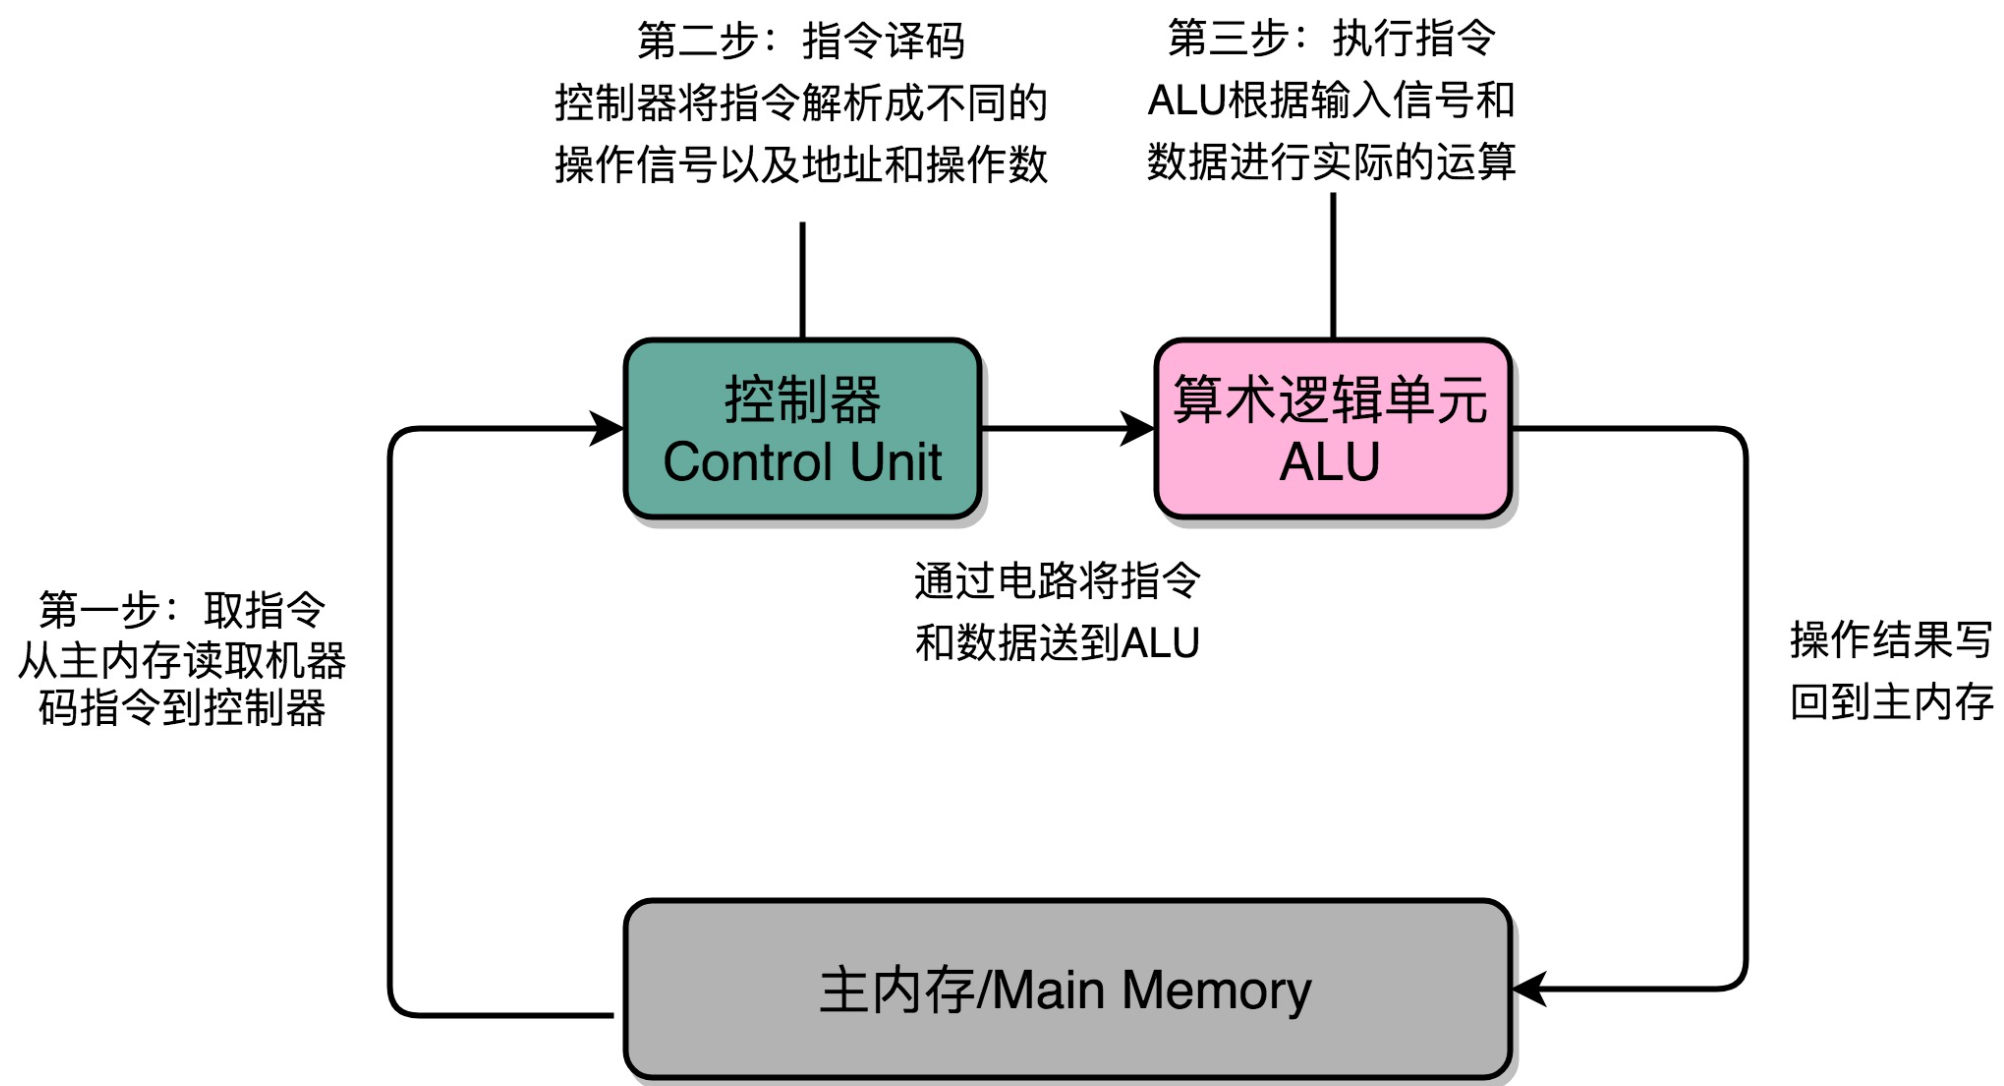 第二步：指令译码
控制器将指令解析成不同的
操作信号以及地址和操作数
第三步：执行指令
ALU根据输入信号和
数据进行实际的运算
控制器
Control Unit
算术逻辑单元
ALU
通过电路将指令
和数据送到ALU
第一步：取指令
从主内存读取机器
码指令到控制器
操作结果写
回到主内存
主内存/Main Memory